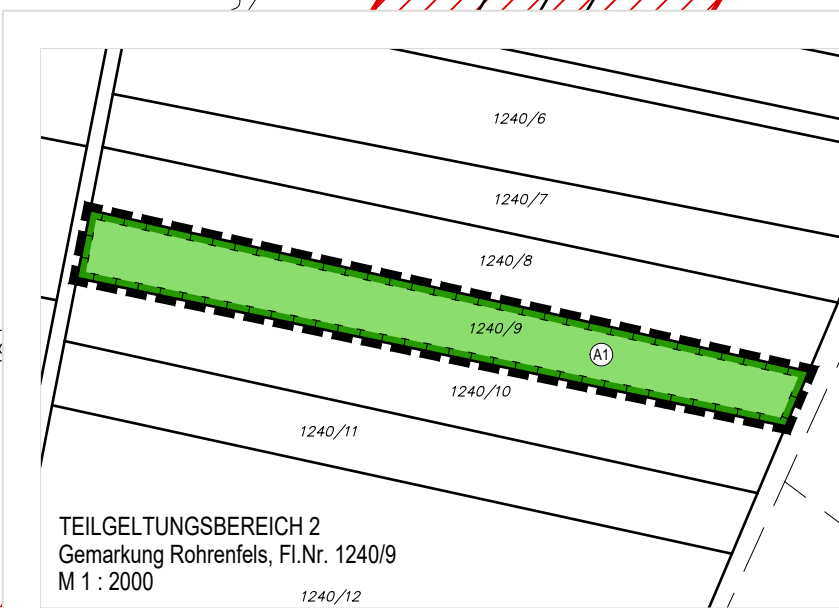 1240/6
1240/7
1240/8
1240/9
A1
1240/10
1240/11
TEILGELTUNGSBEREICH 2
Gemarkung Rohrenfels, Fl.Nr. 1240/9
M 1 : 2000
1240/12